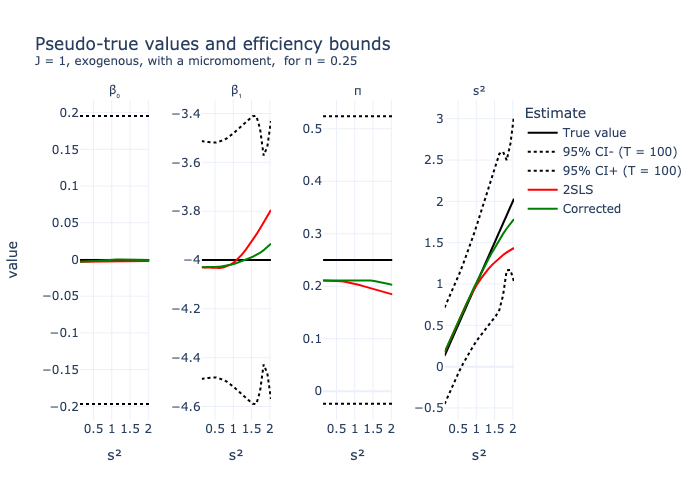 Pseudo-true values and efficiency bounds
J = 1, exogenous, with a micromoment,  for π = 0.25
β₀
β₁
π
s²
Estimate
True value
95% CI- (T = 100)
95% CI+ (T = 100)
2SLS
Corrected
value
0.2
0.15
0.1
0.05
0
−0.05
−0.1
−0.15
−0.2
0.5 1 1.5 2
s²
−3.4
−3.6
−3.8
−4
−4.2
−4.4
−4.6
0.5 1 1.5 2
s²
0.5
0.4
0.3
0.2
0.1
0
0.5 1 1.5 2
s²
3
2.5
2
1.5
1
0.5
0
−0.5
0.5 1 1.5 2
s²